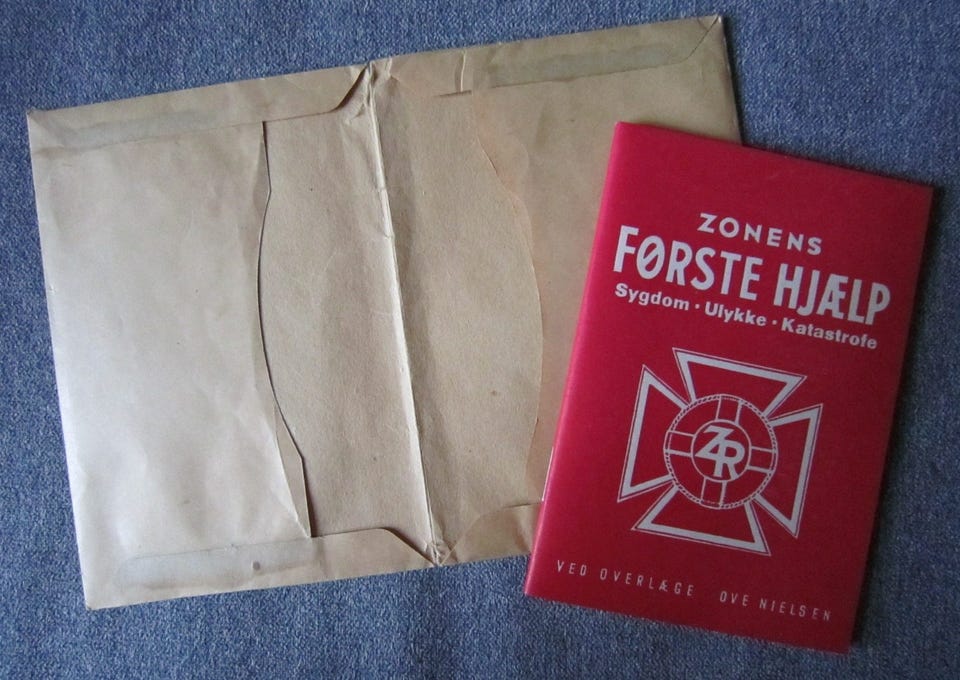 ZONENS
FØRSTE HJÆLP
Sygdom · Ulykke · Katastrofe
ZR
VED OVERLÆGE OVE NIELSEN